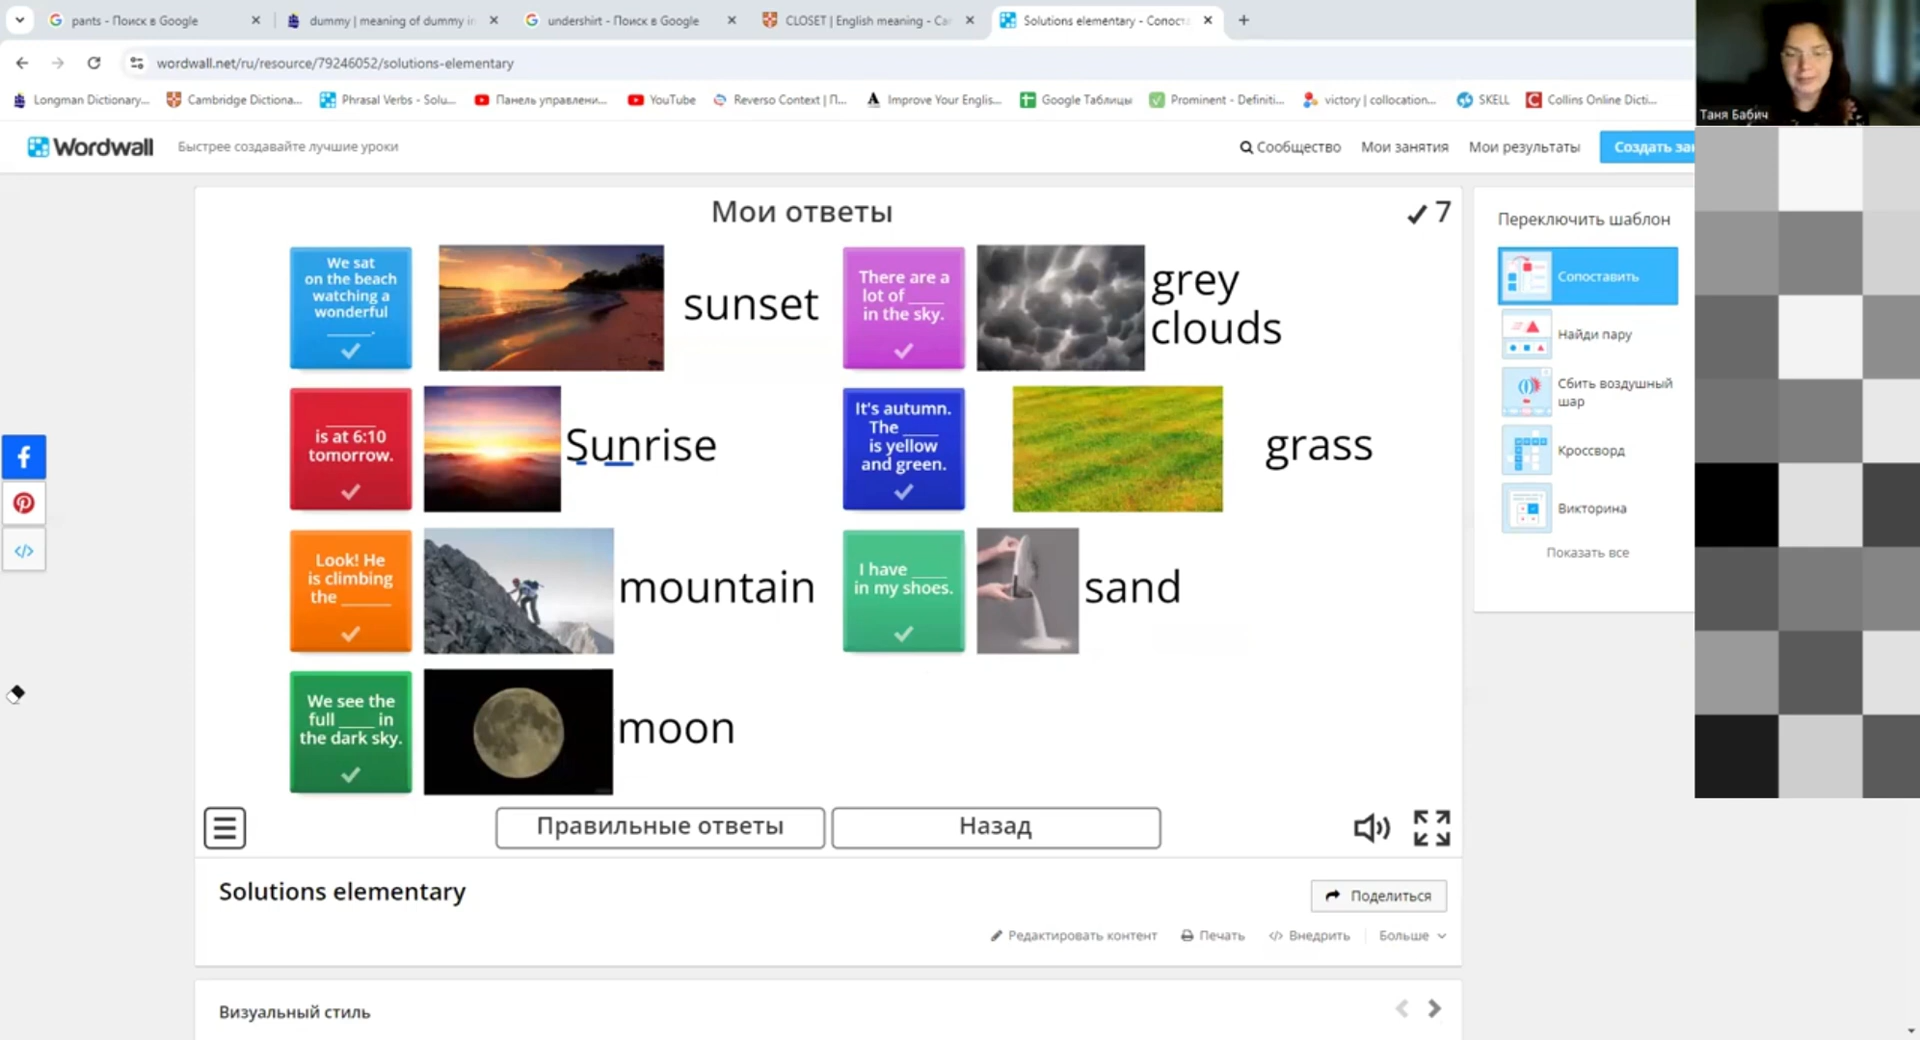 pants - Поиск в Google
dummy | meaning of dummy in
undershirt - Поиск в Google
CLOSET | English meaning - Ca
Solutions elementary - Сопост
wordwall.net/ru/resource/79246052/solutions-elementary
Longman Dictionary...
Cambridge Dictiona...
Phrasal Verbs - Solu...
Панель управлени...
YouTube
Reverso Context | П...
Improve Your Englis...
Google Таблицы
Prominent - Definiti...
victory | collocation...
SKELL
Collins Online Dicti...
Таня Бабич
Wordwall
Быстрее создавайте лучшие уроки
Сообщество
Мои занятия
Мои результаты
Создать зан
Мои ответы
7
We sat
on the beach
watching a
wonderful
_____.
sunset
There are a
lot of ____
in the sky.
grey
clouds
______
is at 6:10
tomorrow.
Sunrise
It's autumn.
The ____
is yellow
and green.
grass
Look! He
is climbing
the ______
mountain
I have ____
in my shoes.
sand
We see the
full ____ in
the dark sky.
moon
Правильные ответы
Назад
Переключить шаблон
Сопоставить
Найди пару
Сбить воздушный
шар
Кроссворд
Викторина
Показать все
Solutions elementary
Поделиться
Редактировать контент
Печать
Внедрить
Больше
Визуальный стиль